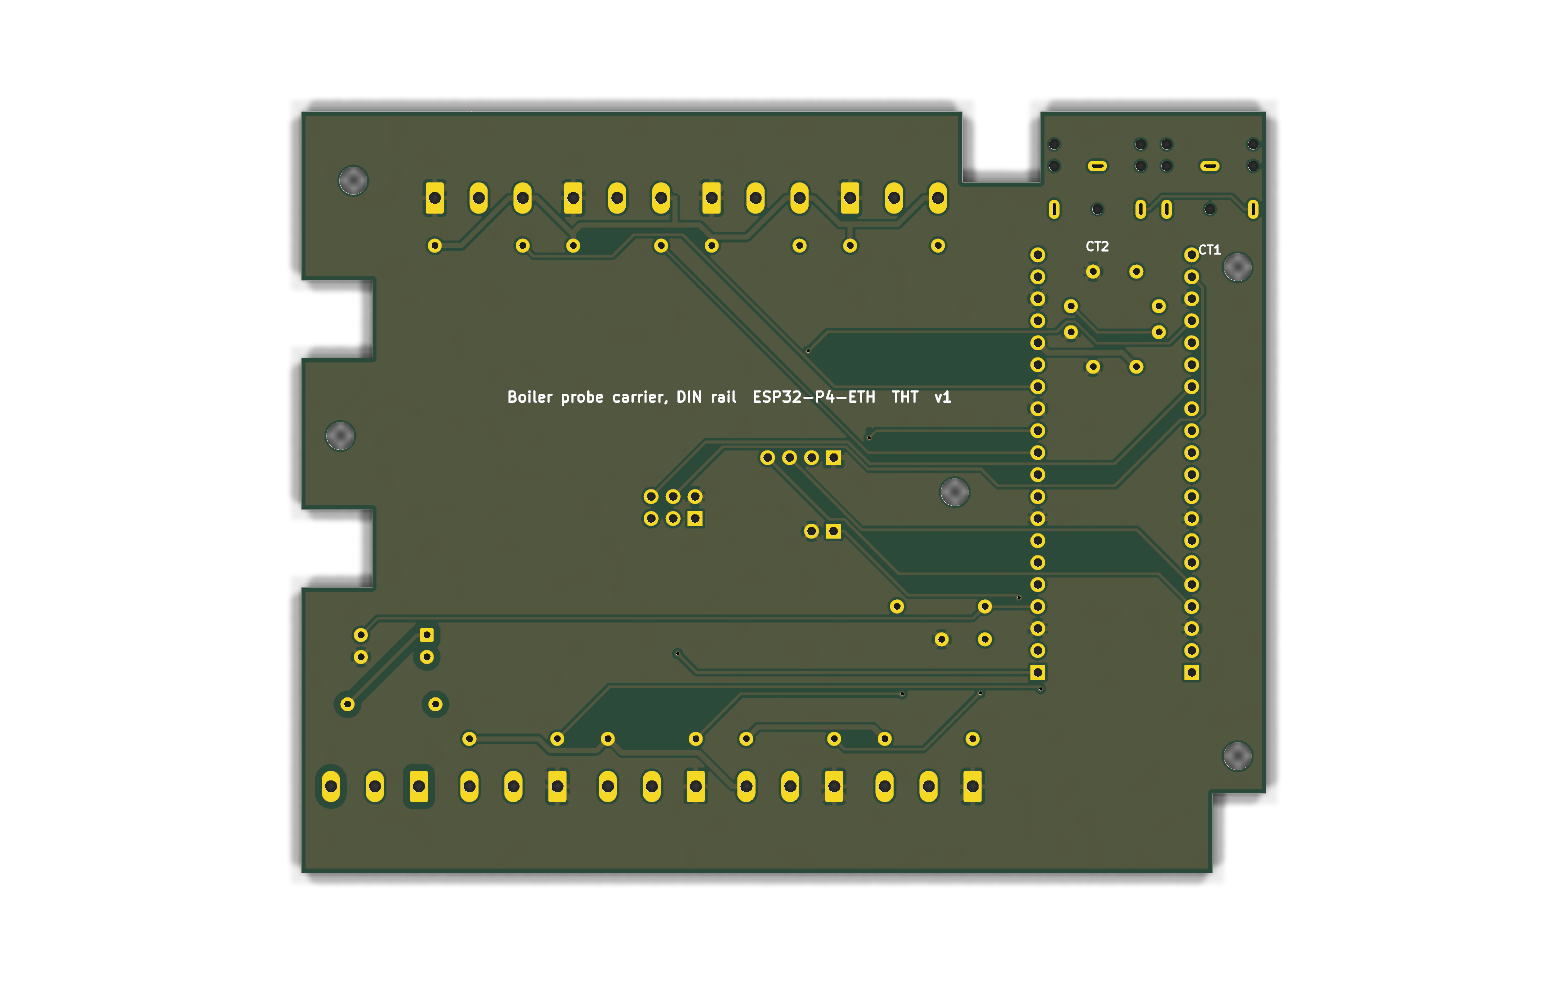 CT2
CT1
Boiler probe carrier, DIN rail  ESP32-P4-ETH  THT  v1